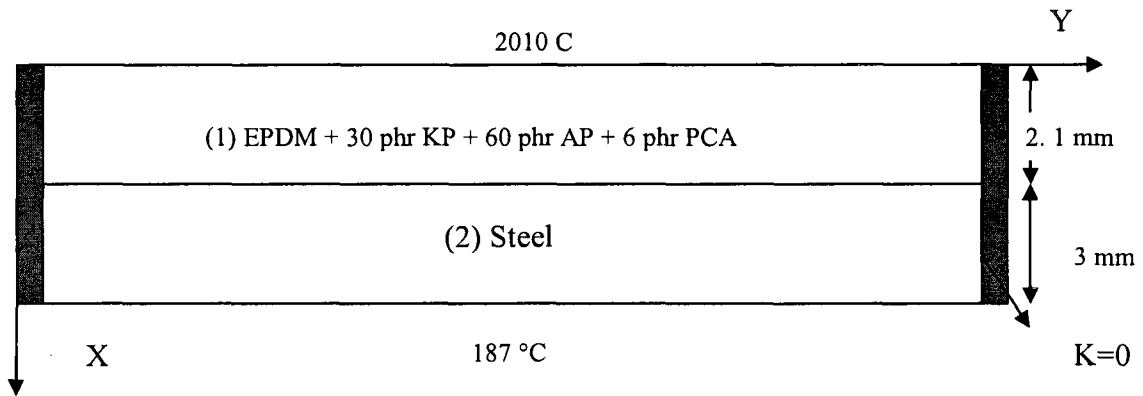 Y
2010 C
(1) EPDM + 30 phr KP + 60 phr AP + 6 phr PCA
2. 1 mm
(2) Steel
3 mm
X
187 °C
K=0